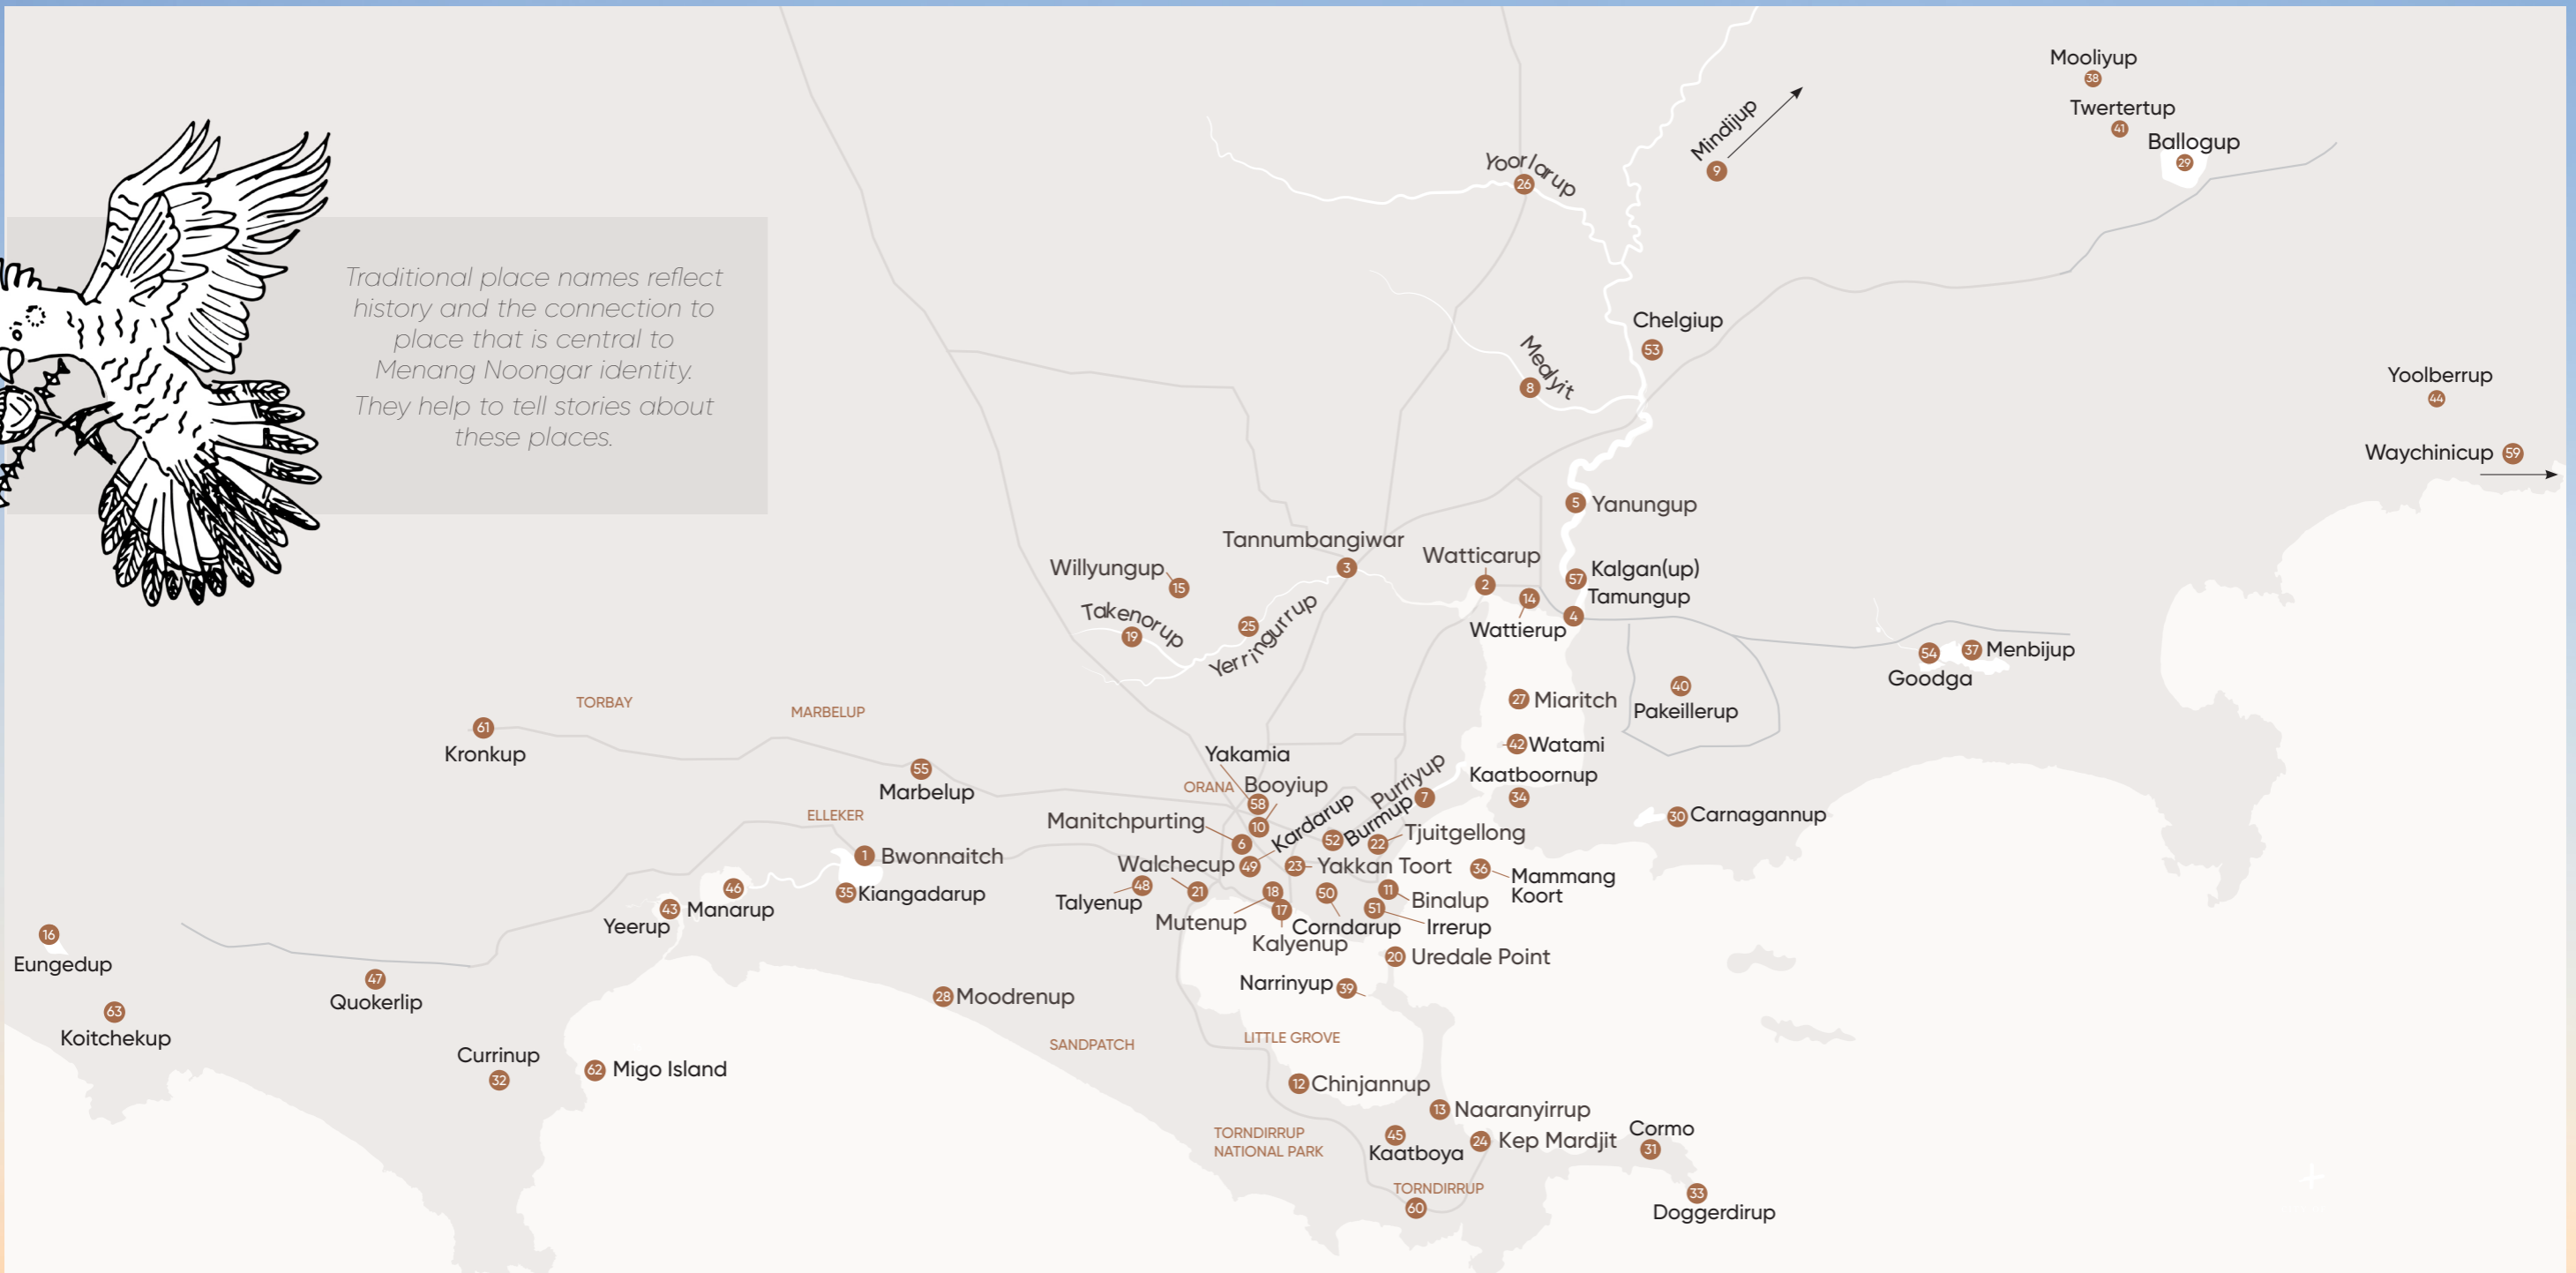 Traditional place names reflect
history and the connection to
place that is central to
Menang Noongar identity.
They help to tell stories about
these places.
Mooliyup
38
Twertertup
41
Ballogup
29
Mindijup
9
Yoorlarup
26
Chelgiup
53
Mealyit
8
Yoolberrup
44
Waychinicup 59
5 Yanungup
Tannumbangiwar
3
Watticarup
2
Willyungup
15
57 Kalgan(up)
Tamungup
4
14
Wattierup
Takenorup
19
25
Yerringurrup
54
Goodga
37 Menbijup
27 Miaritch
40
Pakeillerup
TORBAY
MARBELUP
61
Kronkup
55
Marbelup
42 Watami
Kaatboornup
34
Yakamia
58
ORANA
Booyiup
10
Purriyup
7
Kardarup
49
Burmup
52
30 Carnagannup
ELLEKER
Manitchpurting
6
Tjuitgellong
22
1 Bwonnaitch
Walchecup
21
23 Yakkan Toort
36
Mammang
Koort
35 Kiangadarup
46
Manarup
43
Yeerup
48
Talyenup
18
Mutenup
17
Kalyenup
50
Corndarup
11
Binalup
51
Irrerup
16
Eungedup
20 Uredale Point
47
Quokerlip
28 Moodrenup
Narrinyup 39
63
Koitchekup
SANDPATCH
LITTLE GROVE
Currinup
32
62 Migo Island
12 Chinjannup
13 Naaranyirrup
TORNDIRRUP
NATIONAL PARK
45
Kaatboya
24 Kep Mardjit
Cormo
31
TORNDIRRUP
60
33
Doggerdirup